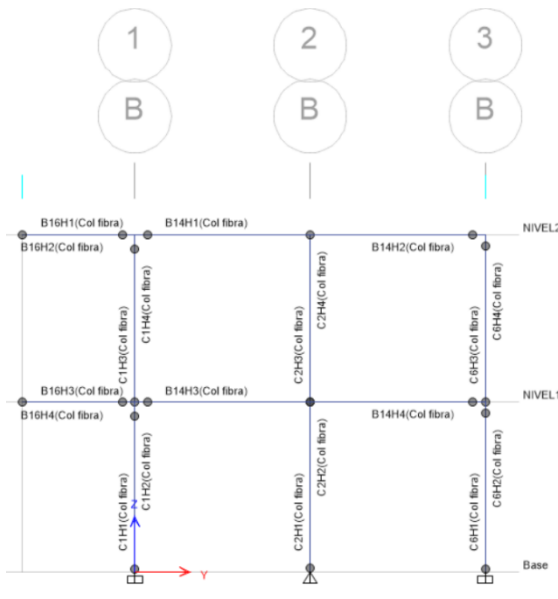 1
2
3
B
B
B
B16H1(Col fibra)
B14H1(Col fibra)
NIVEL2
B16H2(Col fibra)
B14H2(Col fibra)
C1H3(Col fibra)
C1H4(Col fibra)
C2H3(Col fibra)
C2H4(Col fibra)
C6H3(Col fibra)
C6H4(Col fibra)
B16H3(Col fibra)
B14H3(Col fibra)
NIVEL1
B16H4(Col fibra)
B14H4(Col fibra)
C1H1(Col fibra)
C1H2(Col fibra)
C2H1(Col fibra)
C2H2(Col fibra)
C6H1(Col fibra)
C6H2(Col fibra)
Z
Y
Base